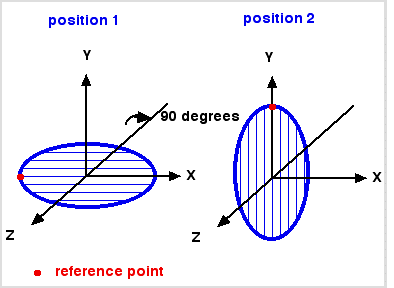 position 1
position 2
Y
Y
90 degrees
X
X
Z
Z
reference point